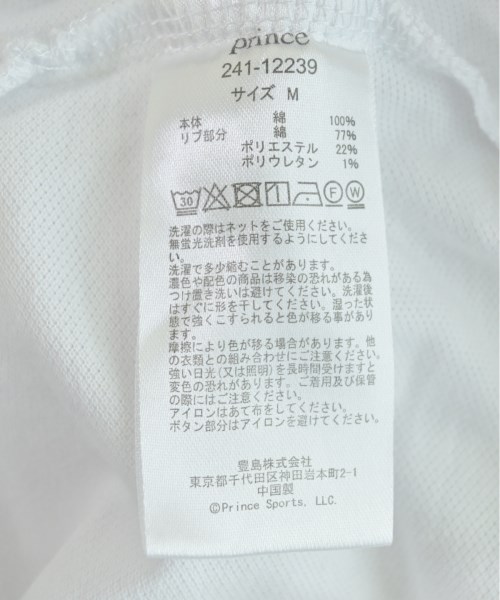 prince
241-12239
サイズ M
本体 綿 100%
リブ部分 綿 77%
ポリエステル 22%
ポリウレタン 1%
30 F W
洗濯の際はネットをご使用ください。
無蛍光洗剤を使用するようにしてくださ
い。
洗濯で多少縮むことがあります。
濃色や配色の商品は移染の恐れがある為
つけ置き洗いは避けてください。洗濯後
はすぐに形を干してください。湿った状
態で強くこすられると色が移る事があり
ます。
摩擦により色が移る場合があります。他
の衣類との組み合わせにご注意ください。
強い日光(又は照明)を長時間受けますと
変色の恐れがあります。ご着用及び保管
の際にはご注意ください。
アイロンはあて布をしてください。
ボタン部分はアイロンを避けてください。
豊島株式会社
東京都千代田区神田岩本町2-1
中国製
©Prince Sports, LLC.